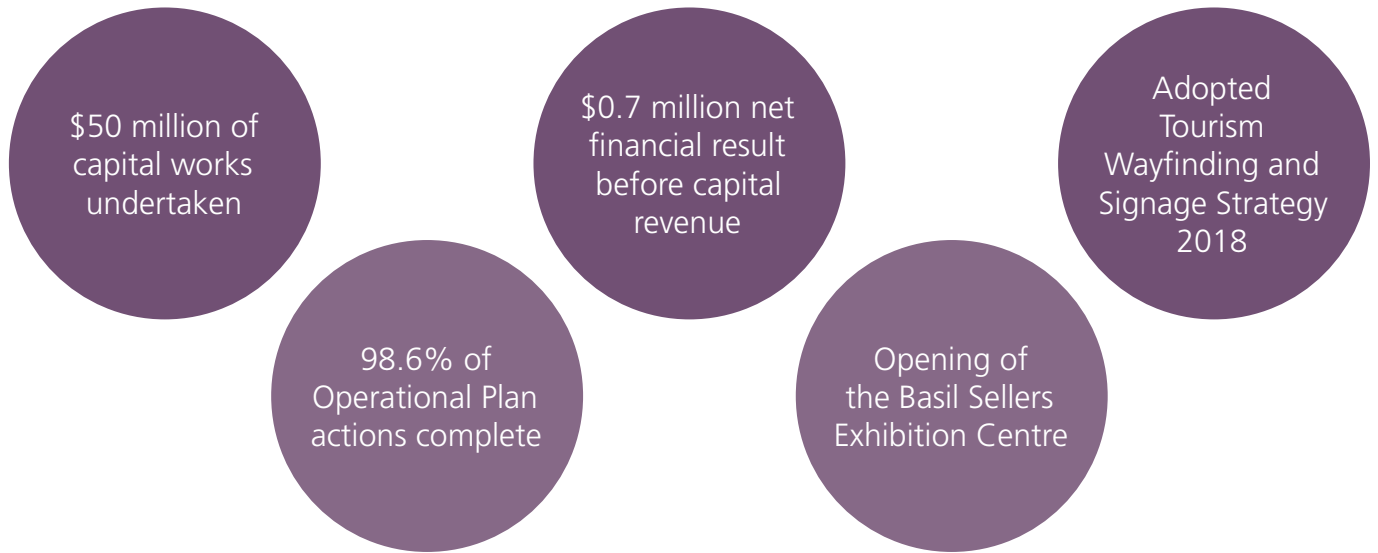 $50 million of
capital works
undertaken
98.6% of
Operational Plan
actions complete
$0.7 million net
financial result
before capital
revenue
Opening of
the Basil Sellers
Exhibition Centre
Adopted
Tourism
Wayfinding and
Signage Strategy
2018